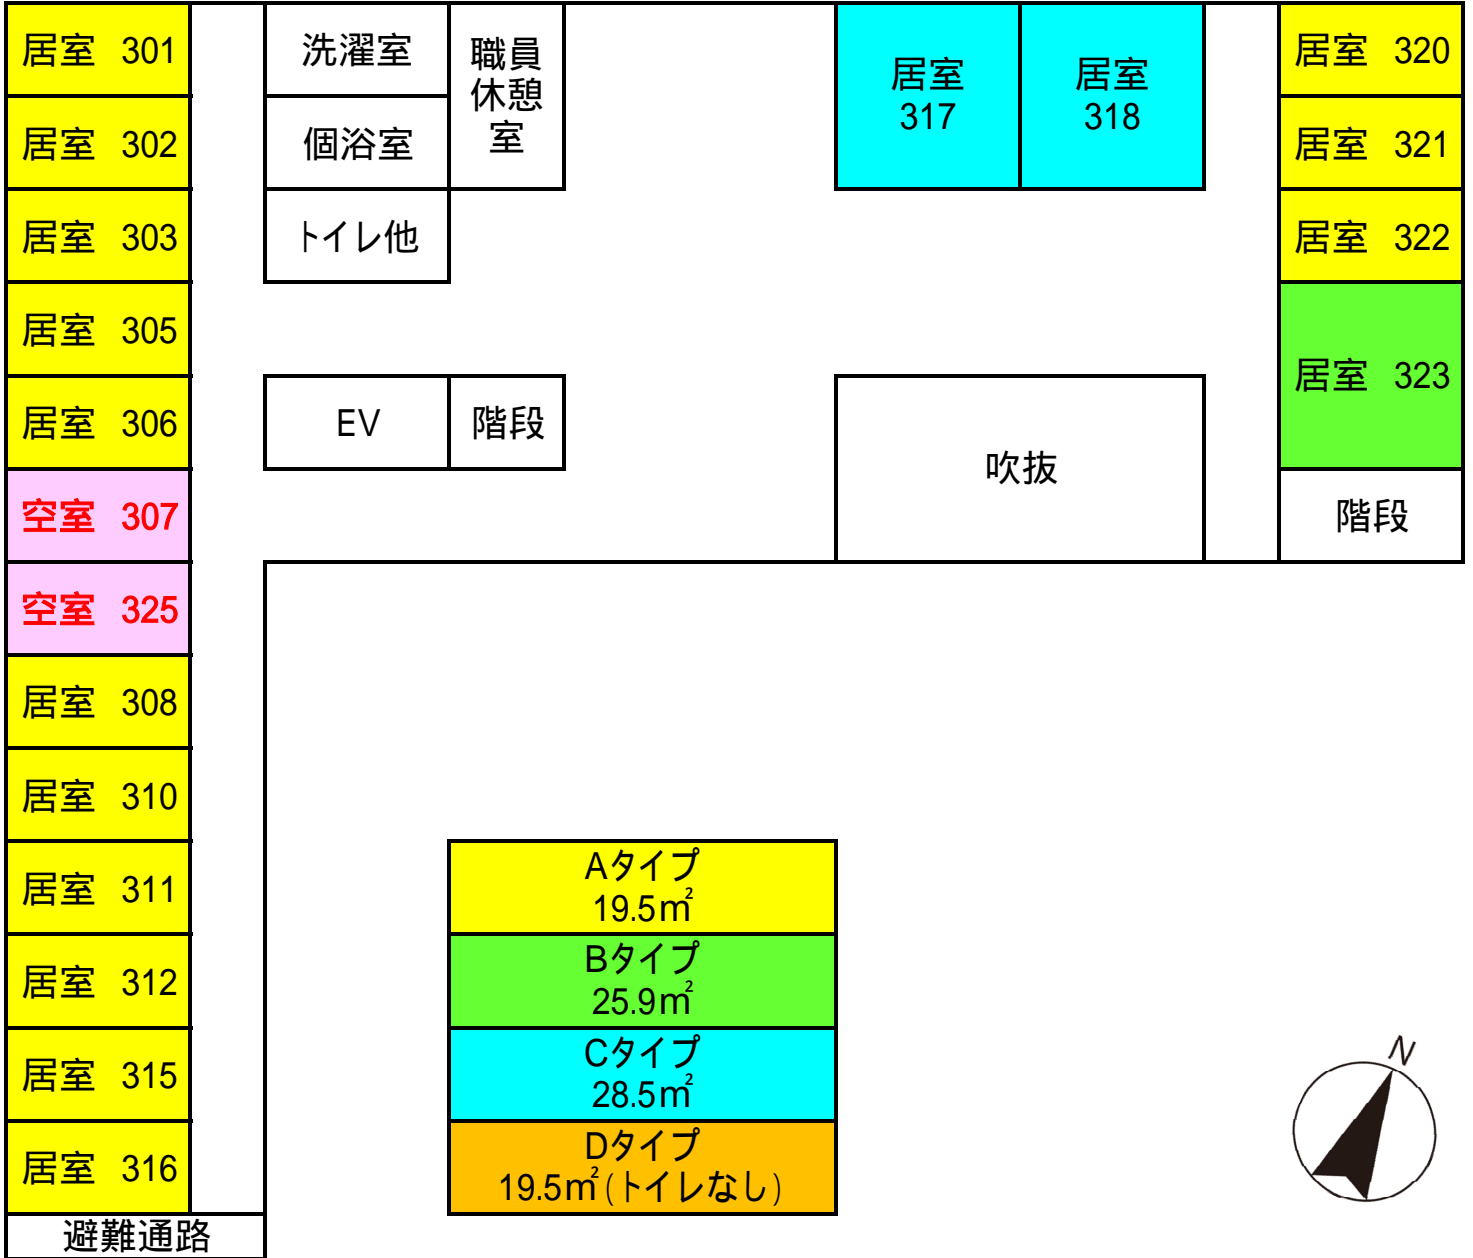 居室 301
居室 302
居室 303
居室 305
居室 306
空室 307
空室 325
居室 308
居室 310
居室 311
居室 312
居室 315
居室 316
避難通路
洗濯室
個浴室
トイレ他
職員
休憩
室
EV
階段
居室
317
居室
318
吹抜
居室 320
居室 321
居室 322
居室 323
階段
Aタイプ
19.5㎡
Bタイプ
25.9㎡
Cタイプ
28.5㎡
Dタイプ
19.5㎡(トイレなし)
N